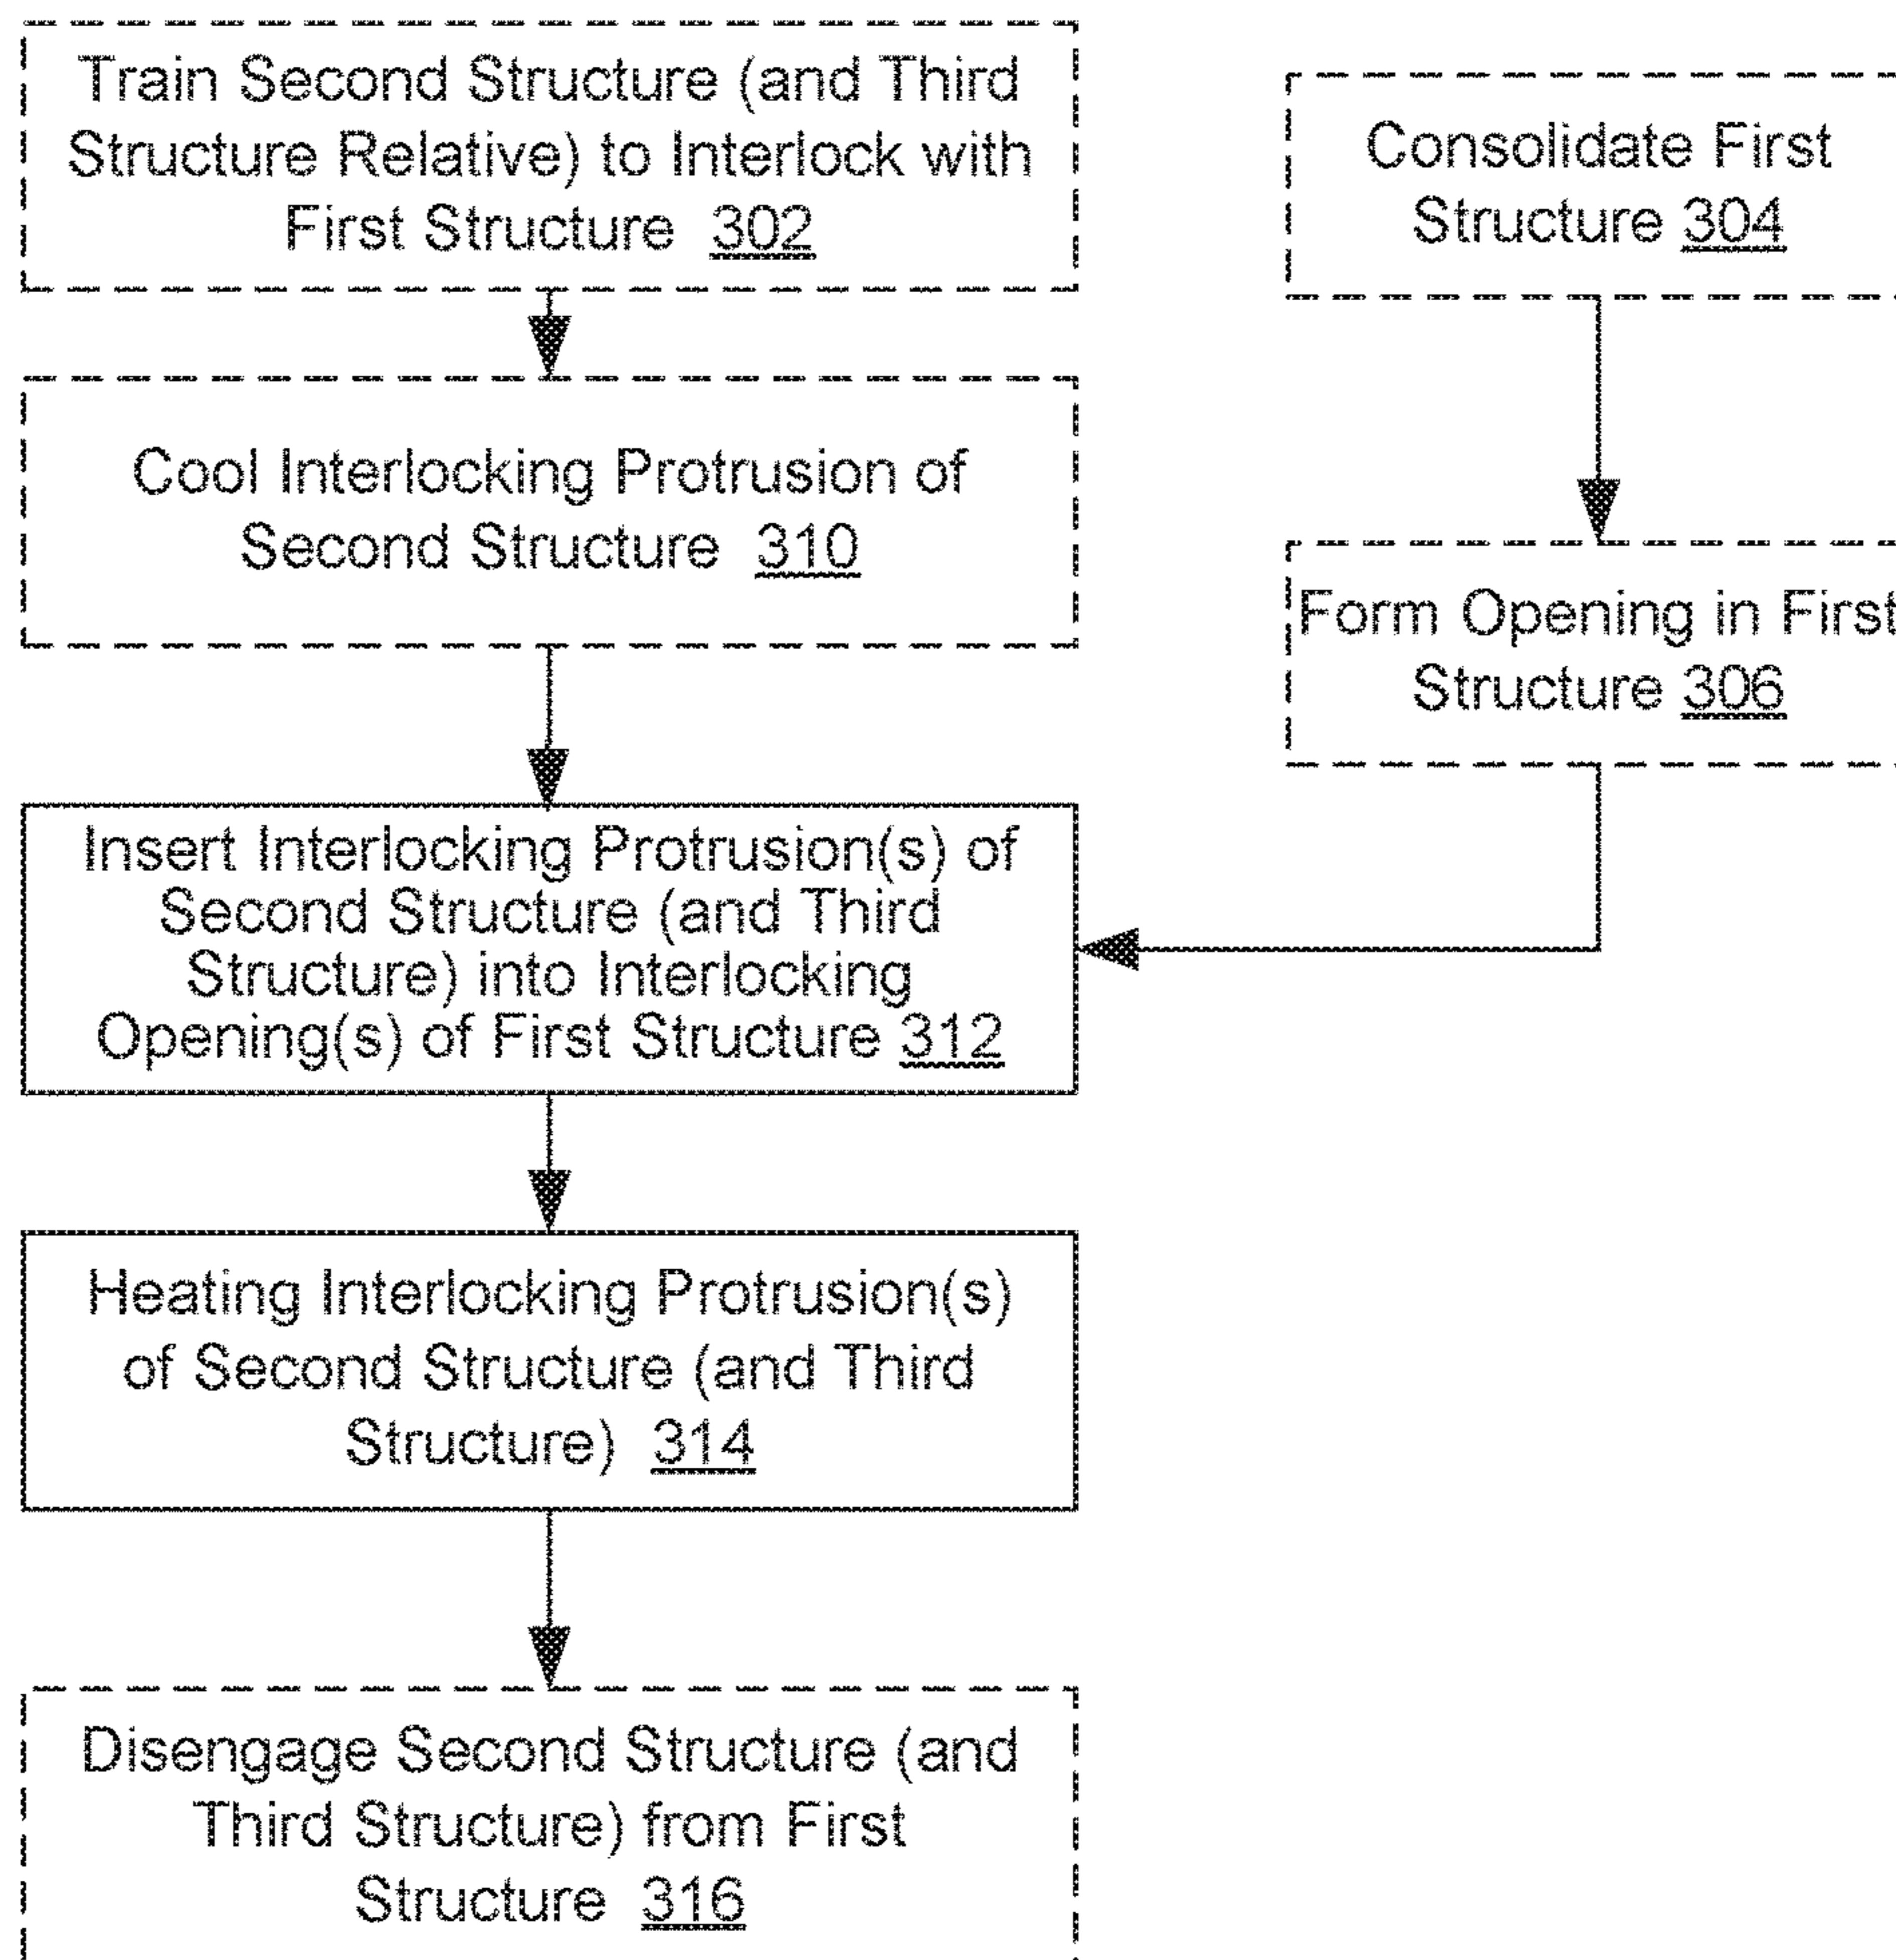 Train Second Structure (and Third
Structure Relative) to Interlock with
First Structure 302
Cool Interlocking Protrusion of
Second Structure 310
Insert Interlocking Protrusion(s) of
Second Structure (and Third
Structure) into Interlocking
Opening(s) of First Structure 312
Heating Interlocking Protrusion(s)
of Second Structure (and Third
Structure) 314
Disengage Second Structure (and
Third Structure) from First
Structure 316
Consolidate First
Structure 304
Form Opening in First
Structure 306